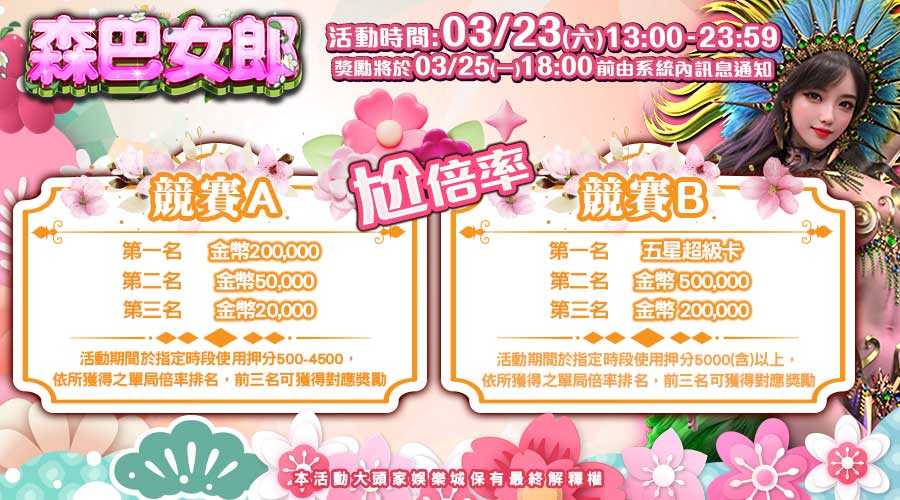 森巴女郎
活動時間:03/23(六)13:00-23:59
獎勵將於03/25(一)18:00前由系統內訊息通知
尬倍率
競賽A
第一名 金幣200,000
第二名 金幣50,000
第三名 金幣20,000
活動期間於指定時段使用押分500-4500，
依所獲得之單局倍率排名，前三名可獲得對應獎勵
競賽B
第一名 五星超級卡
第二名 金幣 500,000
第三名 金幣 200,000
活動期間於指定時段使用押分5000(含)以上，
依所獲得之單局倍率排名，前三名可獲得對應獎勵
本活動大頭家娛樂城保有最終解釋權